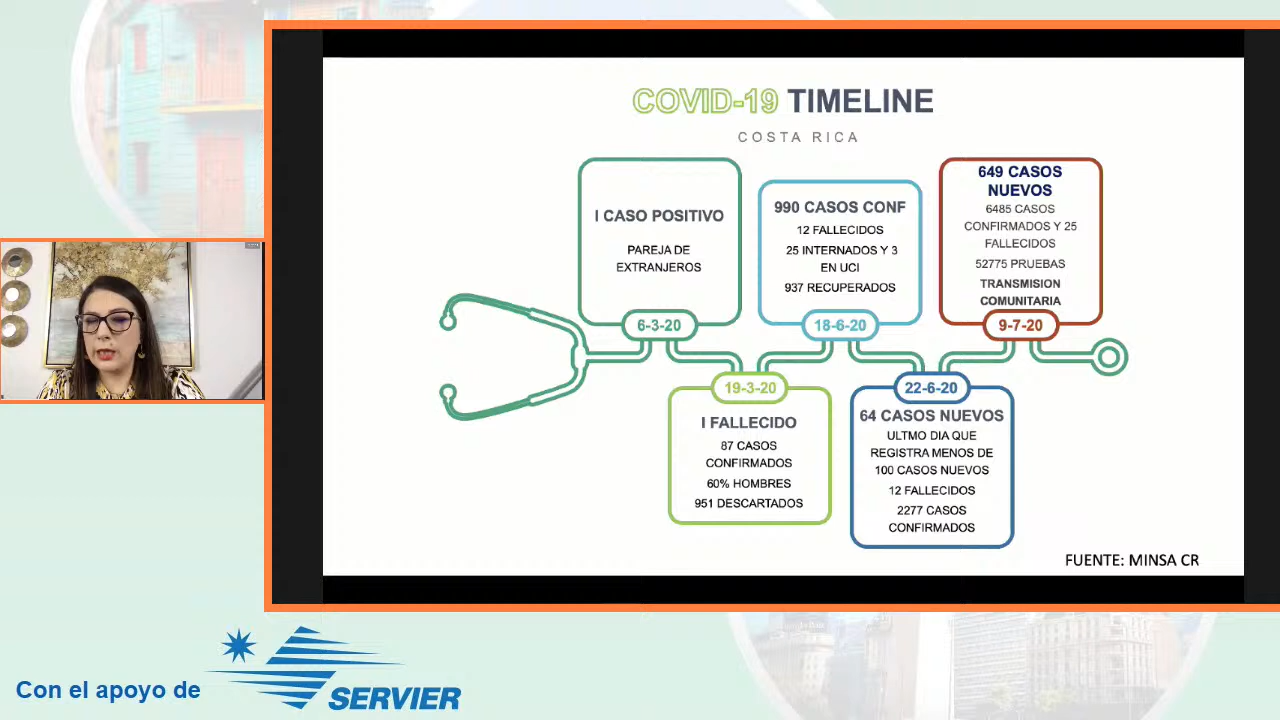 COVID-19 TIMELINE
COSTA RICA
I CASO POSITIVO
PAREJA DE
EXTRANJEROS
6-3-20
990 CASOS CONF
12 FALLECIDOS
25 INTERNADOS Y 3
EN UCI
937 RECUPERADOS
18-6-20
649 CASOS
NUEVOS
6485 CASOS
CONFIRMADOS Y 25
FALLECIDOS
52775 PRUEBAS
TRANSMISION
COMUNITARIA
9-7-20
19-3-20
I FALLECIDO
87 CASOS
CONFIRMADOS
60% HOMBRES
951 DESCARTADOS
22-6-20
64 CASOS NUEVOS
ULTMO DIA QUE
REGISTRA MENOS DE
100 CASOS NUEVOS
12 FALLECIDOS
2277 CASOS
CONFIRMADOS
FUENTE: MINSA CR
Con el apoyo de
SERVIER